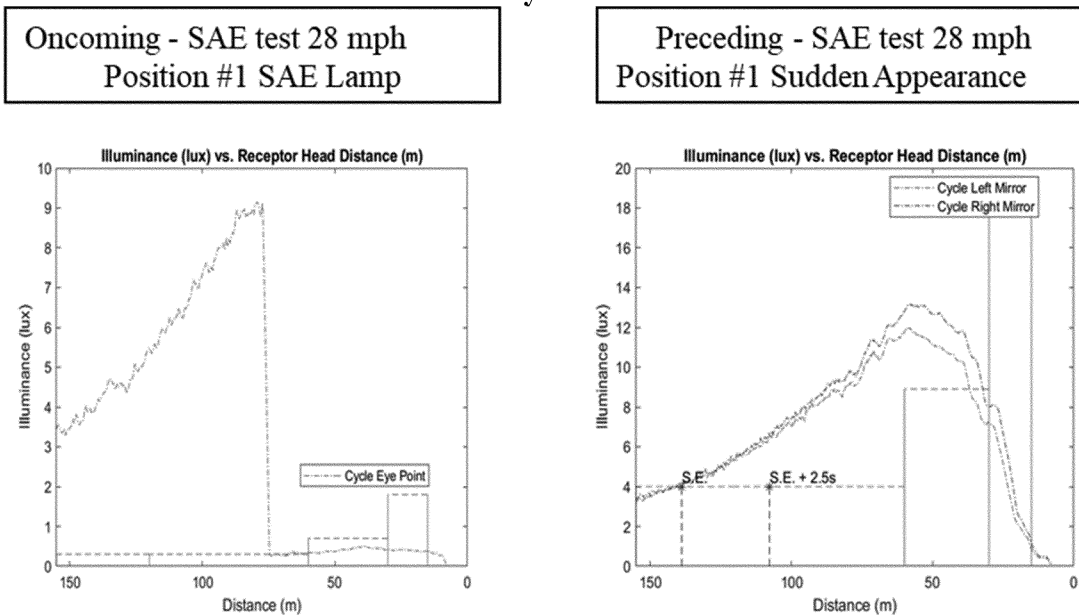 Oncoming - SAE test 28 mph
Position #1 SAE Lamp
Preceding - SAE test 28 mph
Position #1 Sudden Appearance
Illuminance (lux) vs. Receptor Head Distance (m)
10
9
8
7
6
5
4
3
2
1
0
Illuminance (lux)
Cycle Eye Point
150
100
50
0
Distance (m)
Illuminance (lux) vs. Receptor Head Distance (m)
20
18
16
14
12
10
8
6
4
2
0
Illuminance (lux)
Cycle Left Mirror
Cycle Right Mirror
S.E.
S.E. + 2.5s
150
100
50
0
Distance (m)